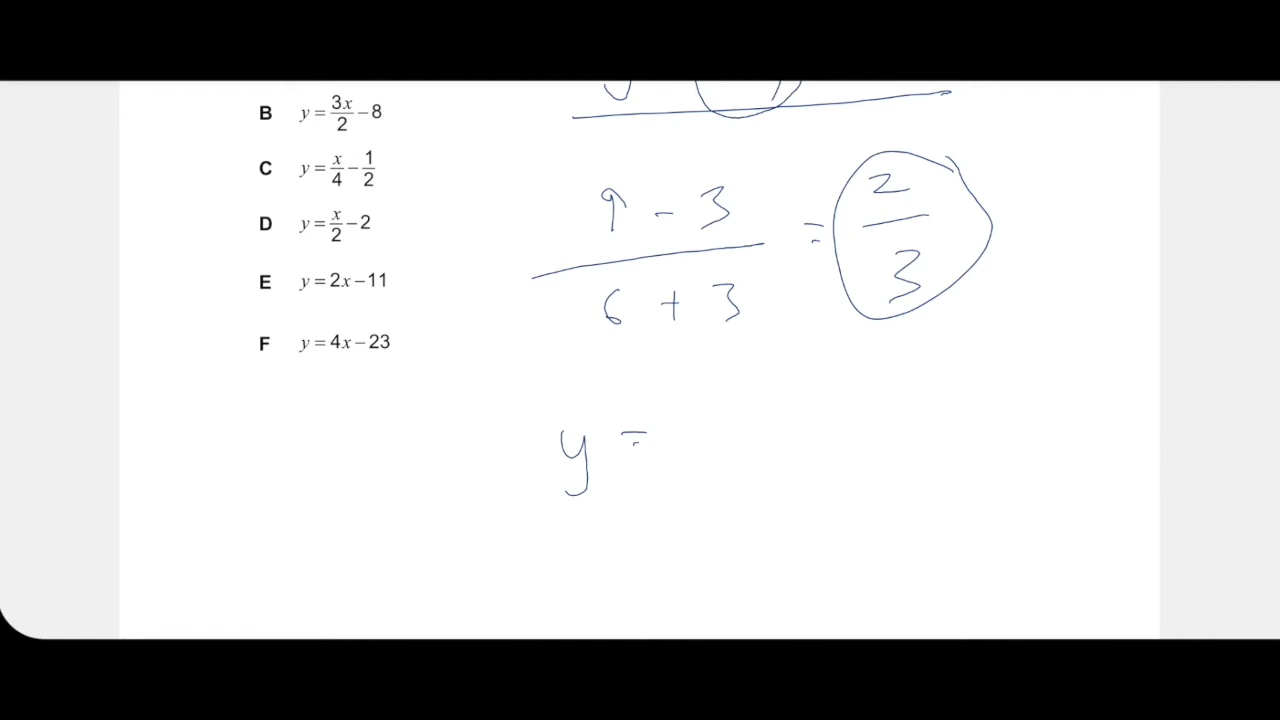 B y = 3x/2 − 8
C y = x/4 − 1/2
D y = x/2 − 2
E y = 2x − 11
F y = 4x − 23
9 - 3
6 + 3
= 2/3
y =